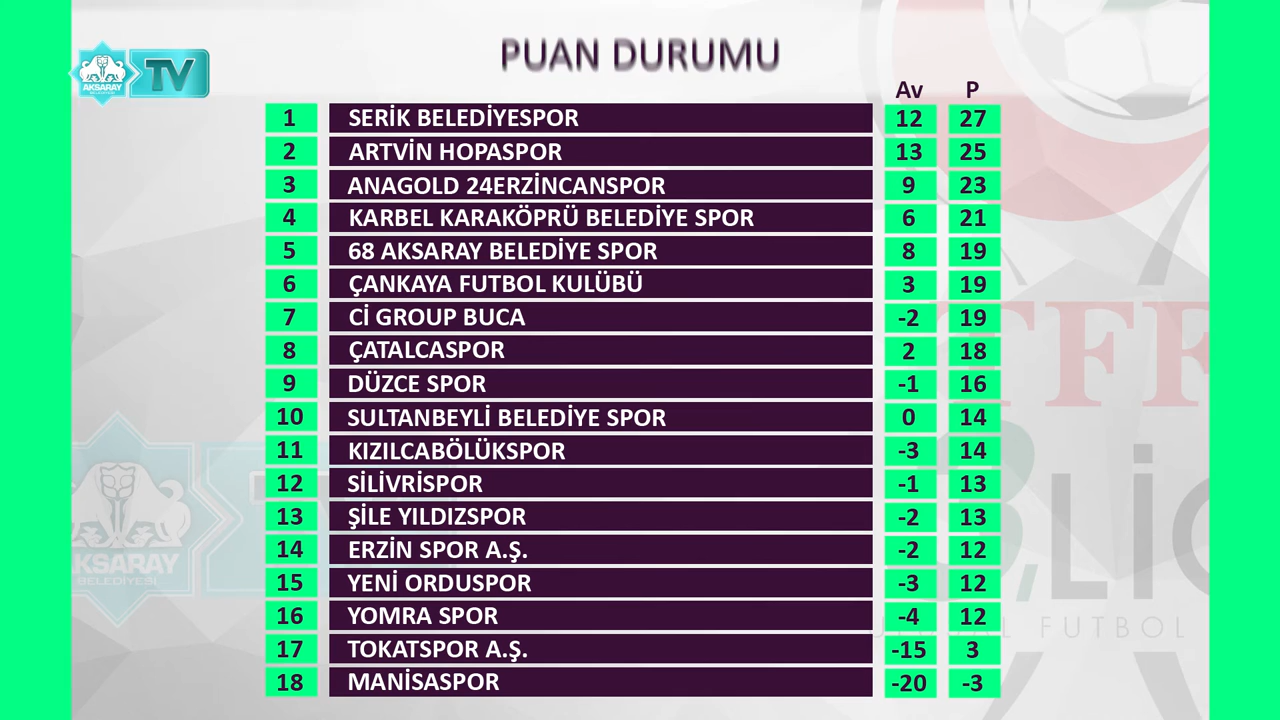 PUAN DURUMU
AKSARAY
BELEDİYESİ
TV
Av P
1 SERİK BELEDİYESPOR 12 27
2 ARTVİN HOPASPOR 13 25
3 ANAGOLD 24ERZİNCANSPOR 9 23
4 KARBEL KARAKÖPRÜ BELEDİYE SPOR 6 21
5 68 AKSARAY BELEDİYE SPOR 8 19
6 ÇANKAYA FUTBOL KULÜBÜ 3 19
7 Cİ GROUP BUCA -2 19
8 ÇATALCASPOR 2 18
9 DÜZCE SPOR -1 16
10 SULTANBEYLİ BELEDİYE SPOR 0 14
11 KIZILCABÖLÜKSPOR -3 14
12 SİLİVRİSPOR -1 13
13 ŞİLE YILDIZSPOR -2 13
14 ERZİN SPOR A.Ş. -2 12
15 YENİ ORDUSPOR -3 12
16 YOMRA SPOR -4 12
17 TOKATSPOR A.Ş. -15 3
18 MANİSASPOR -20 -3
TFF
LİG
FUTBOL
AKSARAY
BELEDİYESİ